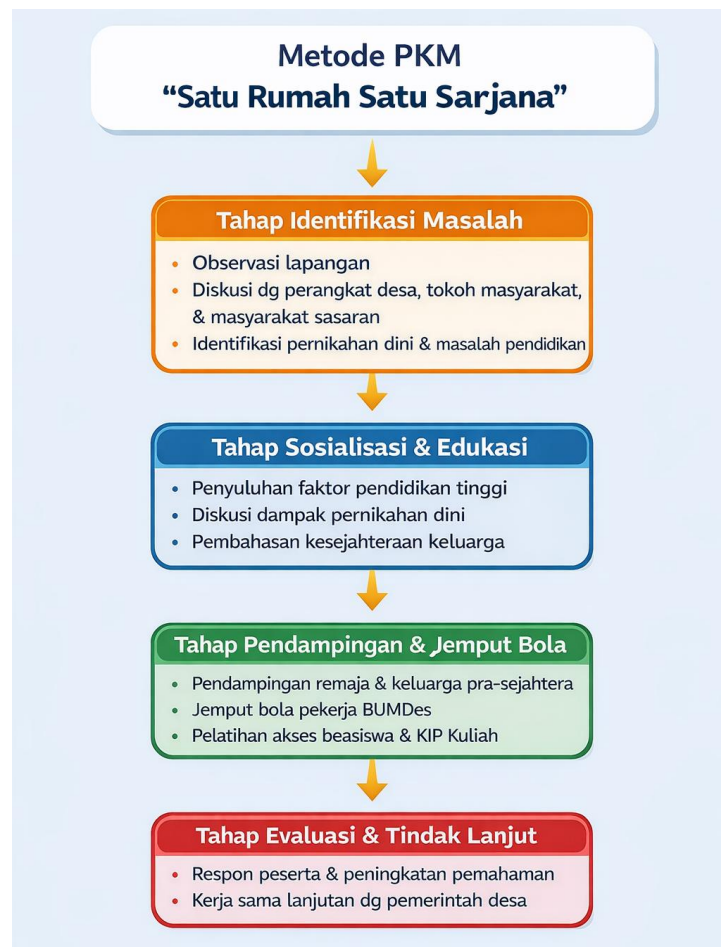 Metode PKM
“Satu Rumah Satu Sarjana”
Tahap Identifikasi Masalah
• Observasi lapangan
• Diskusi dg perangkat desa, tokoh masyarakat,
& masyarakat sasaran
• Identifikasi pernikahan dini & masalah pendidikan
Tahap Sosialisasi & Edukasi
• Penyuluhan faktor pendidikan tinggi
• Diskusi dampak pernikahan dini
• Pembahasan kesejahteraan keluarga
Tahap Pendampingan & Jemput Bola
• Pendampingan remaja & keluarga pra-sejahtera
• Jemput bola pekerja BUMDes
• Pelatihan akses beasiswa & KIP Kuliah
Tahap Evaluasi & Tindak Lanjut
• Respon peserta & peningkatan pemahaman
• Kerja sama lanjutan dg pemerintah desa